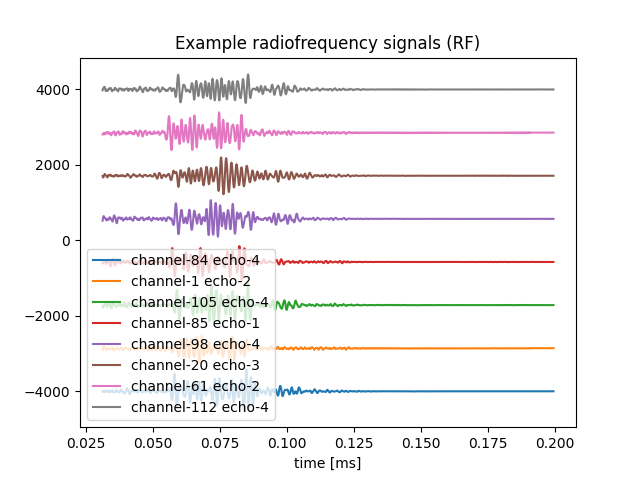 Example radiofrequency signals (RF)
4000
2000
0
−2000
−4000
channel-84 echo-4
channel-1 echo-2
channel-105 echo-4
channel-85 echo-1
channel-98 echo-4
channel-20 echo-3
channel-61 echo-2
channel-112 echo-4
0.025 0.050 0.075 0.100 0.125 0.150 0.175 0.200
time [ms]